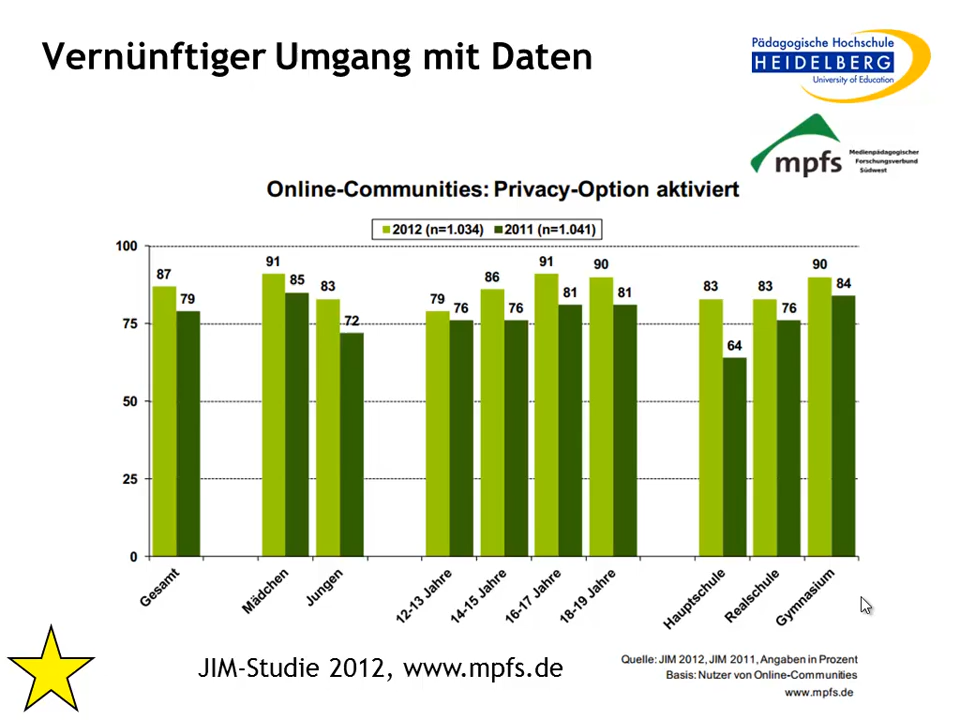 Vernünftiger Umgang mit Daten
Pädagogische Hochschule
HEIDELBERG
University of Education
mpfs
Medienpädagogischer
Forschungsverbund
Südwest
Online-Communities: Privacy-Option aktiviert
2012 (n=1.034) 2011 (n=1.041)
100
75
50
25
0
87
79
91
85
83
72
79
76
86
76
91
81
90
81
83
64
83
76
90
84
Gesamt
Mädchen
Jungen
12-13 Jahre
14-15 Jahre
16-17 Jahre
18-19 Jahre
Hauptschule
Realschule
Gymnasium
JIM-Studie 2012, www.mpfs.de
Quelle: JIM 2012, JIM 2011, Angaben in Prozent
Basis: Nutzer von Online-Communities
www.mpfs.de